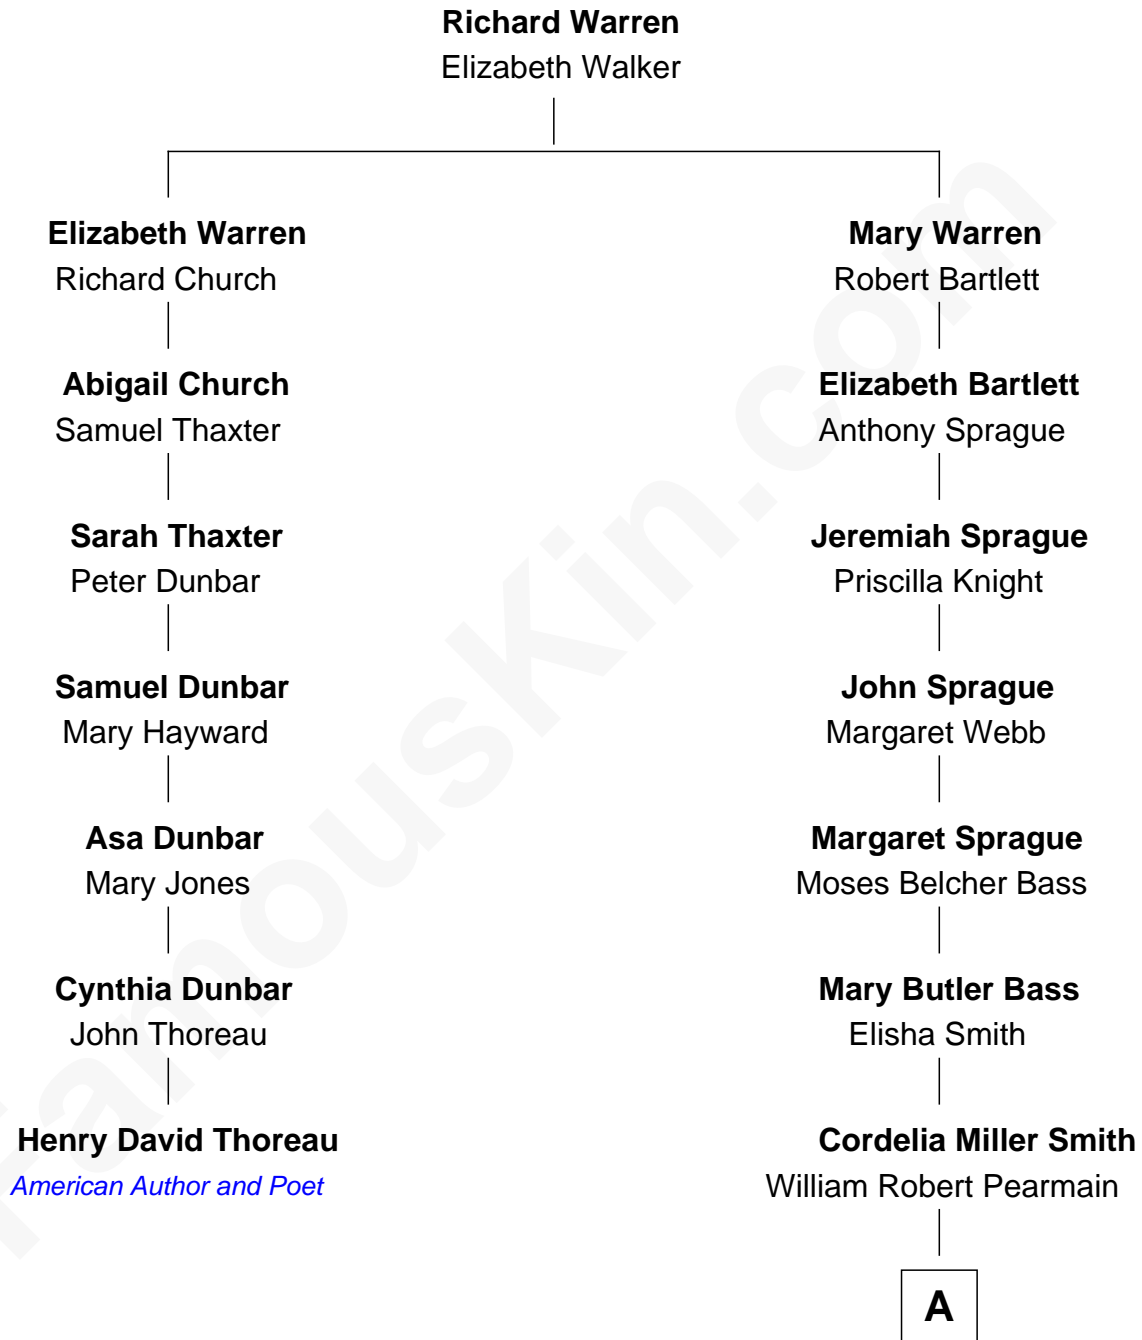 Richard Warren
Elizabeth Walker
Elizabeth Warren
Richard Church
Abigail Church
Samuel Thaxter
Sarah Thaxter
Peter Dunbar
Samuel Dunbar
Mary Hayward
Asa Dunbar
Mary Jones
Cynthia Dunbar
John Thoreau
Henry David Thoreau
American Author and Poet
Mary Warren
Robert Bartlett
Elizabeth Bartlett
Anthony Sprague
Jeremiah Sprague
Priscilla Knight
John Sprague
Margaret Webb
Margaret Sprague
Moses Belcher Bass
Mary Butler Bass
Elisha Smith
Cordelia Miller Smith
William Robert Pearmain
A
FamousKin.com